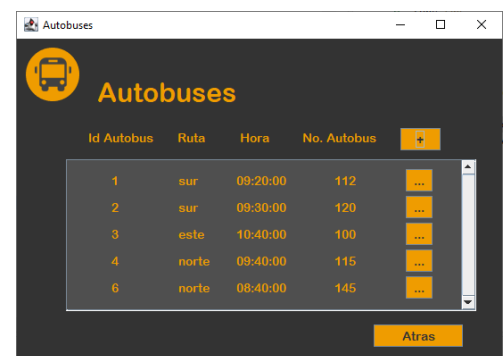 Autobuses
Autobuses
Id Autobus Ruta Hora No. Autobus +
1 sur 09:20:00 112 ...
2 sur 09:30:00 120 ...
3 este 10:40:00 100 ...
4 norte 09:40:00 115 ...
6 norte 08:40:00 145 ...
Atras